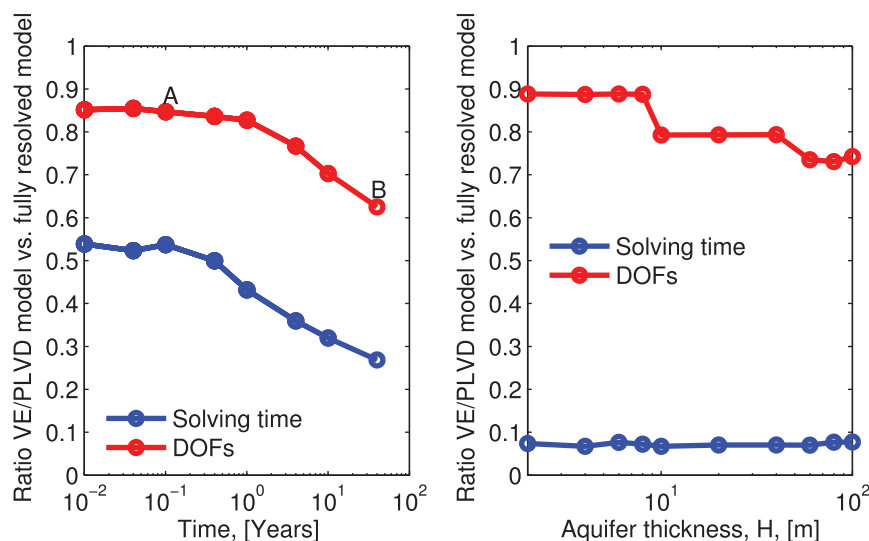 Ratio VE/PLVD model vs. fully resolved model
1
0.9
0.8
0.7
0.6
0.5
0.4
0.3
0.2
0.1
0
A
B
Solving time
DOFs
10⁻² 10⁻¹ 10⁰ 10¹ 10²
Time, [Years]
Ratio VE/PLVD model vs. fully resolved model
1
0.9
0.8
0.7
0.6
0.5
0.4
0.3
0.2
0.1
0
Solving time
DOFs
10¹ 10²
Aquifer thickness, H, [m]